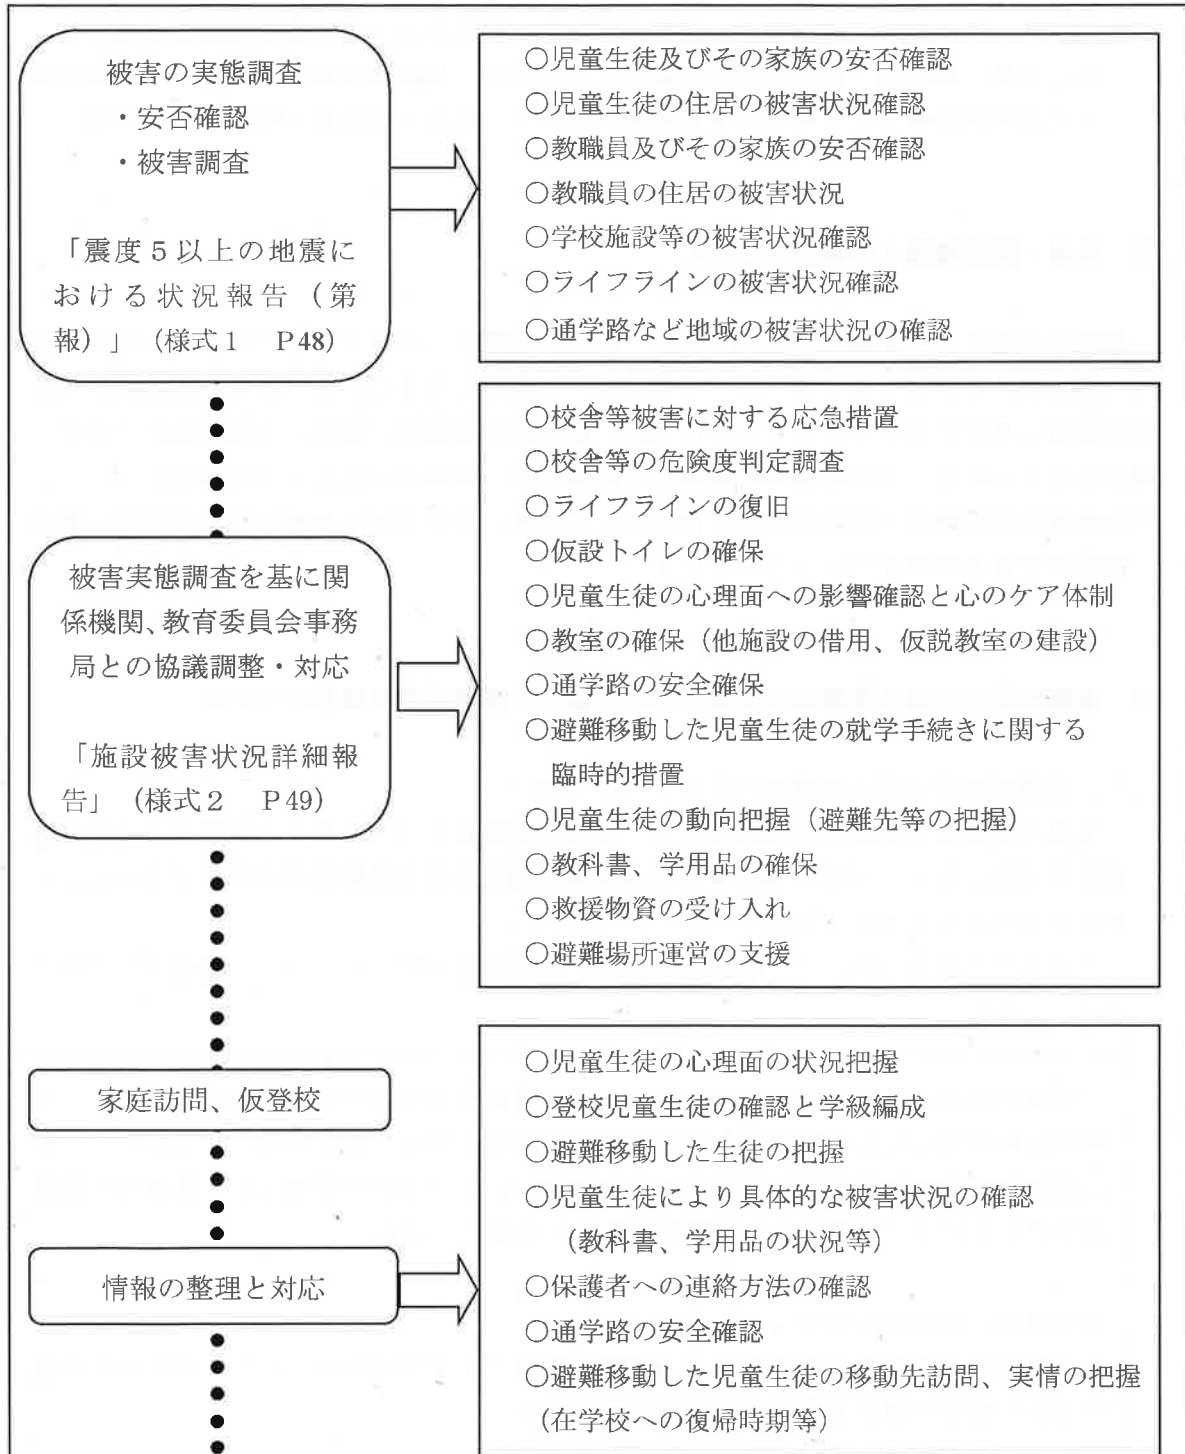 被害の実態調査
・安否確認
・被害調査
「震度５以上の地震に
おける状況報告（第
報）」（様式１　P48）
○児童生徒及びその家族の安否確認
○児童生徒の住居の被害状況確認
○教職員及びその家族の安否確認
○教職員の住居の被害状況
○学校施設等の被害状況確認
○ライフラインの被害状況確認
○通学路など地域の被害状況の確認
被害実態調査を基に関
係機関、教育委員会事務
局との協議調整・対応
「施設被害状況詳細報
告」（様式２　P49）
○校舎等被害に対する応急措置
○校舎等の危険度判定調査
○ライフラインの復旧
○仮設トイレの確保
○児童生徒の心理面への影響確認と心のケア体制
○教室の確保（他施設の借用、仮説教室の建設）
○通学路の安全確保
○避難移動した児童生徒の就学手続きに関する
臨時的措置
○児童生徒の動向把握（避難先等の把握）
○教科書、学用品の確保
○救援物資の受け入れ
○避難場所運営の支援
家庭訪問、仮登校
情報の整理と対応
○児童生徒の心理面の状況把握
○登校児童生徒の確認と学級編成
○避難移動した生徒の把握
○児童生徒により具体的な被害状況の確認
（教科書、学用品の状況等）
○保護者への連絡方法の確認
○通学路の安全確認
○避難移動した児童生徒の移動先訪問、実情の把握
（在学校への復帰時期等）